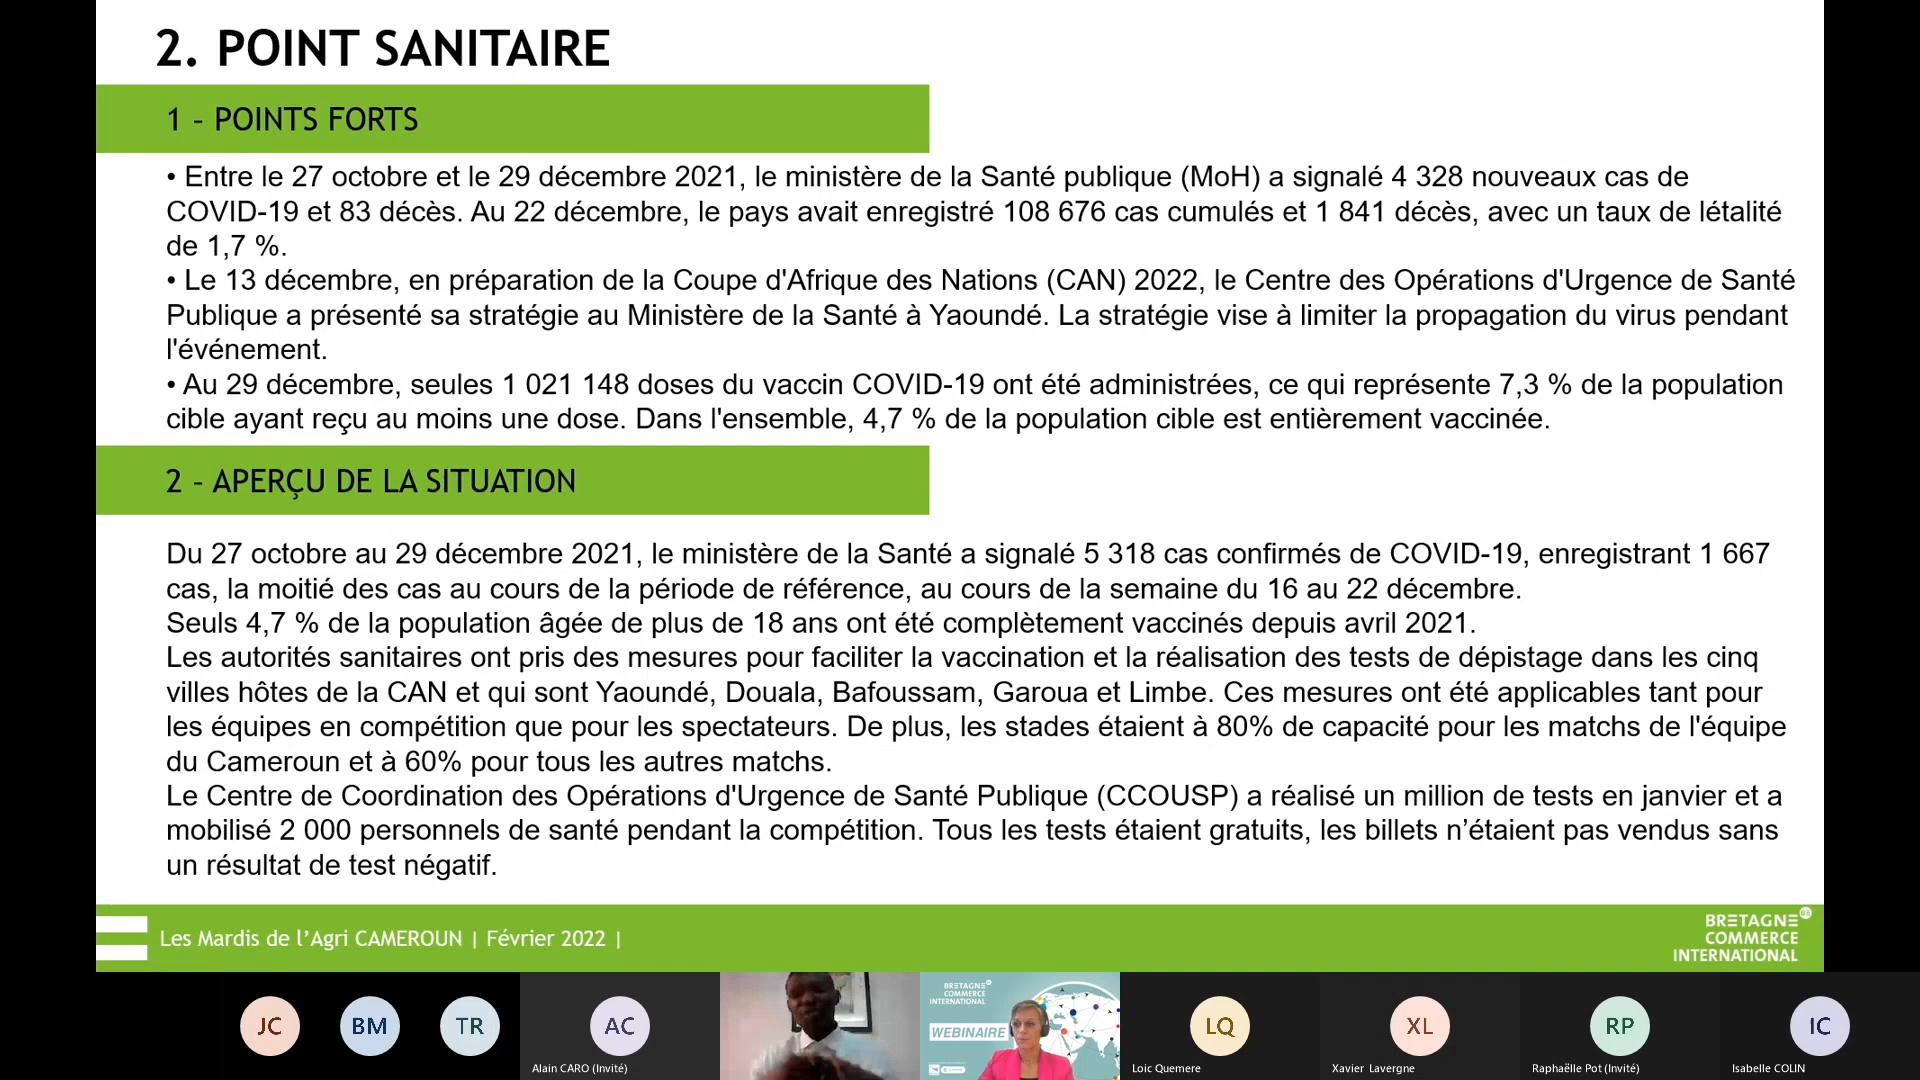 2. POINT SANITAIRE
1 - POINTS FORTS
• Entre le 27 octobre et le 29 décembre 2021, le ministère de la Santé publique (MoH) a signalé 4 328 nouveaux cas de
COVID-19 et 83 décès. Au 22 décembre, le pays avait enregistré 108 676 cas cumulés et 1 841 décès, avec un taux de létalité
de 1,7 %.
• Le 13 décembre, en préparation de la Coupe d'Afrique des Nations (CAN) 2022, le Centre des Opérations d'Urgence de Santé
Publique a présenté sa stratégie au Ministère de la Santé à Yaoundé. La stratégie vise à limiter la propagation du virus pendant
l'événement.
• Au 29 décembre, seules 1 021 148 doses du vaccin COVID-19 ont été administrées, ce qui représente 7,3 % de la population
cible ayant reçu au moins une dose. Dans l'ensemble, 4,7 % de la population cible est entièrement vaccinée.
2 - APERÇU DE LA SITUATION
Du 27 octobre au 29 décembre 2021, le ministère de la Santé a signalé 5 318 cas confirmés de COVID-19, enregistrant 1 667
cas, la moitié des cas au cours de la période de référence, au cours de la semaine du 16 au 22 décembre.
Seuls 4,7 % de la population âgée de plus de 18 ans ont été complètement vaccinés depuis avril 2021.
Les autorités sanitaires ont pris des mesures pour faciliter la vaccination et la réalisation des tests de dépistage dans les cinq
villes hôtes de la CAN et qui sont Yaoundé, Douala, Bafoussam, Garoua et Limbe. Ces mesures ont été applicables tant pour
les équipes en compétition que pour les spectateurs. De plus, les stades étaient à 80% de capacité pour les matchs de l'équipe
du Cameroun et à 60% pour tous les autres matchs.
Le Centre de Coordination des Opérations d'Urgence de Santé Publique (CCOUSP) a réalisé un million de tests en janvier et a
mobilisé 2 000 personnels de santé pendant la compétition. Tous les tests étaient gratuits, les billets n’étaient pas vendus sans
un résultat de test négatif.
Les Mardis de l’Agri CAMEROUN | Février 2022 |
BRETAGNE
COMMERCE
INTERNATIONAL
JC
BM
TR
AC
Alain CARO (Invité)
BRETAGNE
COMMERCE
INTERNATIONAL
WEBINAIRE
LQ
Loic Quemere
XL
Xavier Lavergne
RP
Raphaëlle Pot (Invité)
IC
Isabelle COLIN